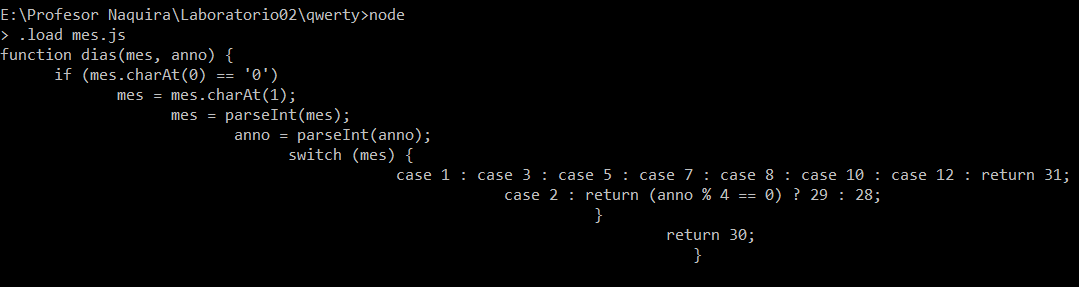 E:\Profesor Naquira\Laboratorio02\qwerty>node
> .load mes.js
function dias(mes, anno) {
if (mes.charAt(0) == '0')
mes = mes.charAt(1);
mes = parseInt(mes);
anno = parseInt(anno);
switch (mes) {
case 1 : case 3 : case 5 : case 7 : case 8 : case 10 : case 12 : return 31;
case 2 : return (anno % 4 == 0) ? 29 : 28;
}
return 30;
}